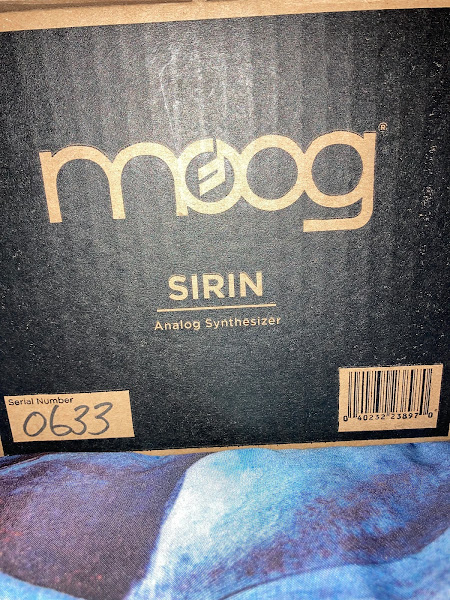 moog®
SIRIN
Analog Synthesizer
Serial Number
0633
0 40232 23897 0